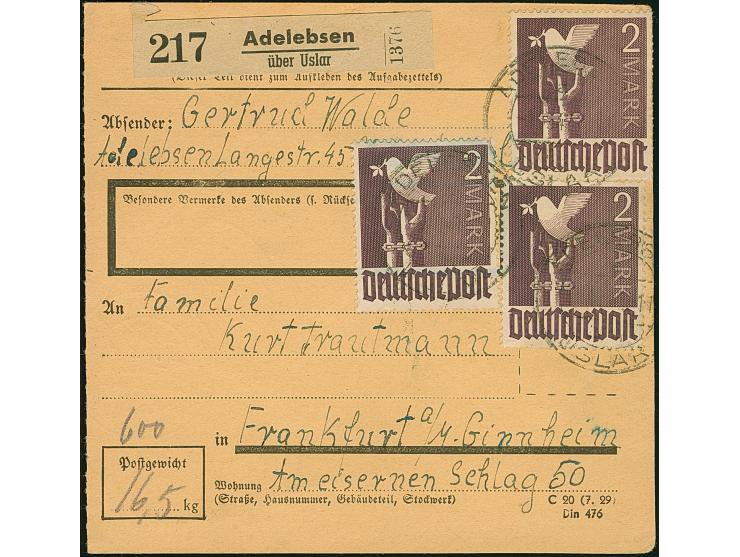 217 Adelebsen
über Uslar
1376
(Dieser Teil dient zum Aufkleben des Aufgabezettels)
Absender: Gertrud Walde
Adelebsen Langestr. 45
Besondere Vermerke des Absenders (s. Rückse
2 MARK
Deutsche Post
2 MARK
Deutsche Post
2 MARK
Deutsche Post
USLAR
An Familie
Kurt Trautmann
600
in Frankfurt a/M. Ginnheim
Postgewicht
16,5 kg
Wohnung Am eisernen Schlag 50
(Straße, Hausnummer, Gebäudeteil, Stockwerk)
C 20 (7. 29)
Din 476